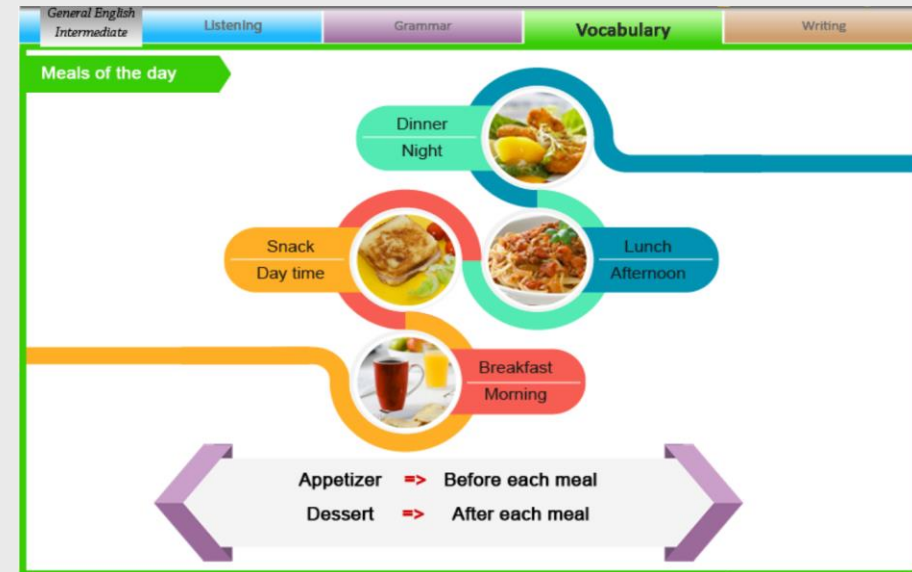 General English
Intermediate
Listening
Grammar
Vocabulary
Writing
Meals of the day
Dinner
Night
Snack
Day time
Lunch
Afternoon
Breakfast
Morning
Appetizer => Before each meal
Dessert => After each meal